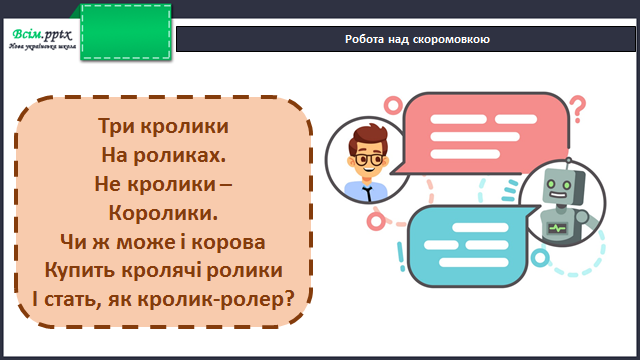 Всім.pptx
Нова українська школа
Робота над скоромовкою
Три кролики
На роликах.
Не кролики –
Королики.
Чи ж може і корова
Купить кролячі ролики
І стать, як кролик-ролер?
?